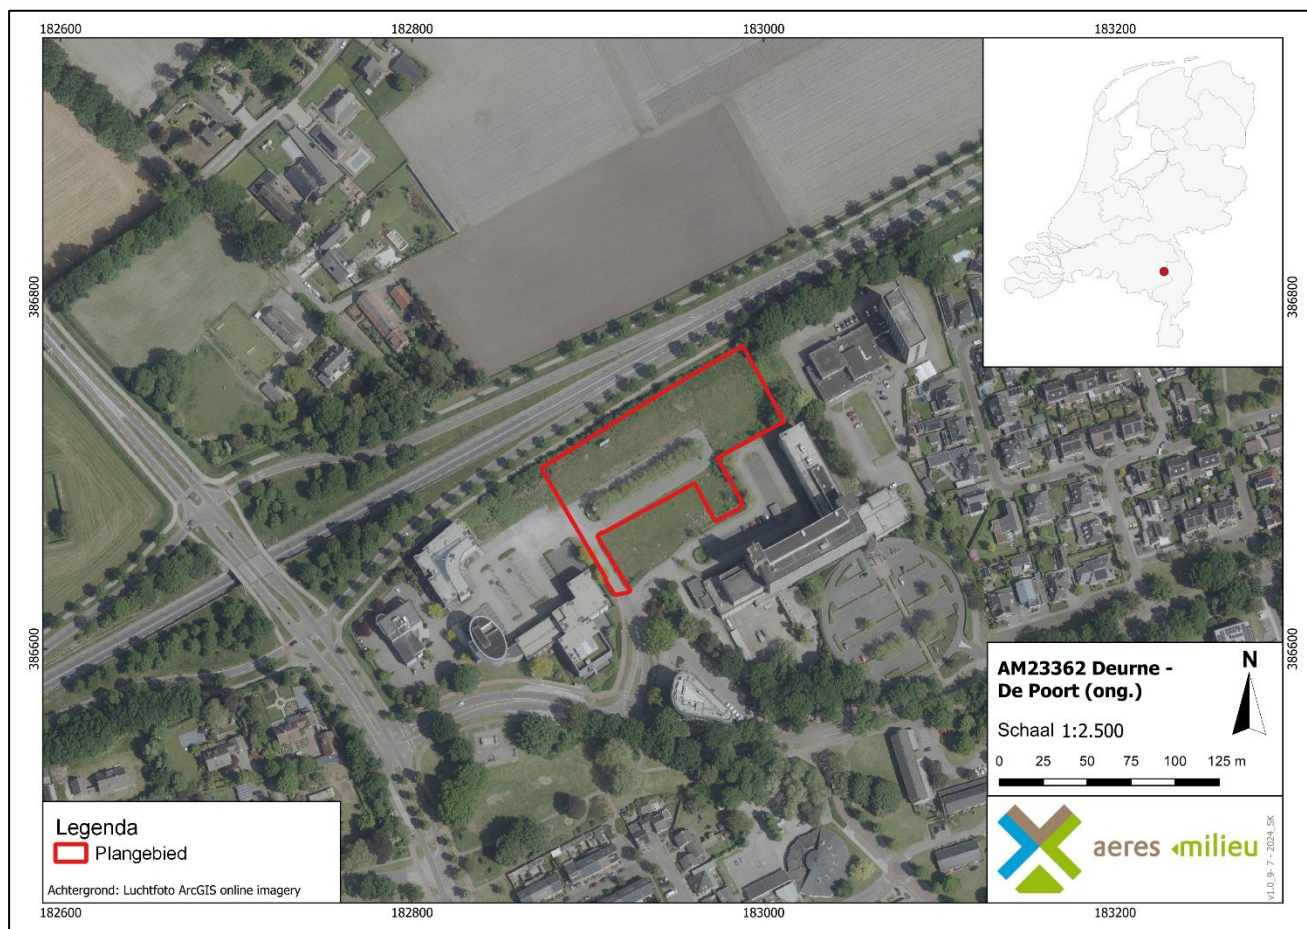 182600
182800
183000
183200
386800
386800
386600
386600
AM23362 Deurne -
De Poort (ong.)
N
Schaal 1:2.500
0 25 50 75 100 125 m
Legenda
Plangebied
Achtergrond: Luchtfoto ArcGIS online imagery
aeres milieu
v1.0_9- 7 - 2024_SK
182600
182800
183000
183200